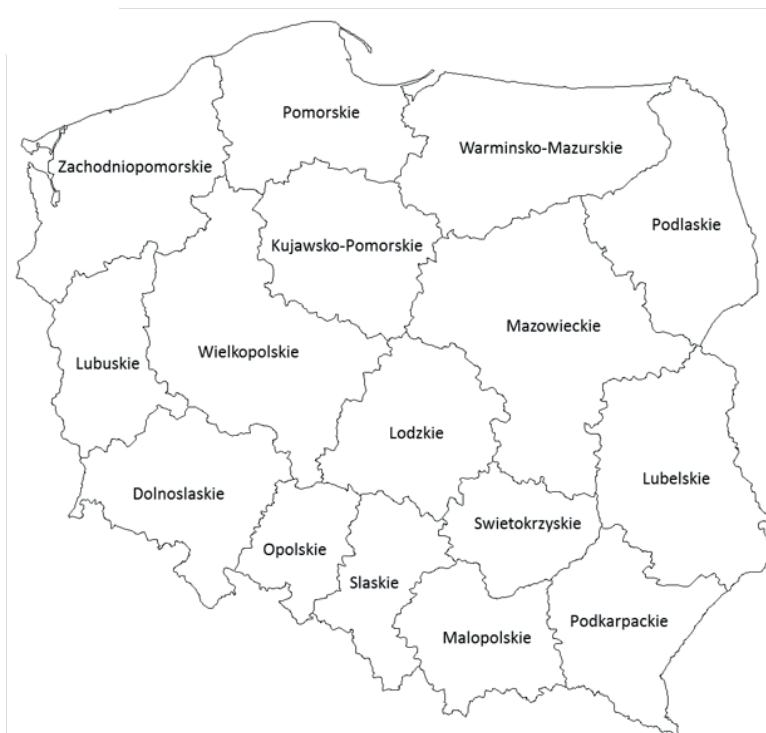 Pomorskie
Warminsko-Mazurskie
Zachodniopomorskie
Podlaskie
Kujawsko-Pomorskie
Mazowieckie
Wielkopolskie
Lubuskie
Lodzkie
Lubelskie
Dolnoslaskie
Swietokrzyskie
Opolskie
Slaskie
Podkarpackie
Malopolskie